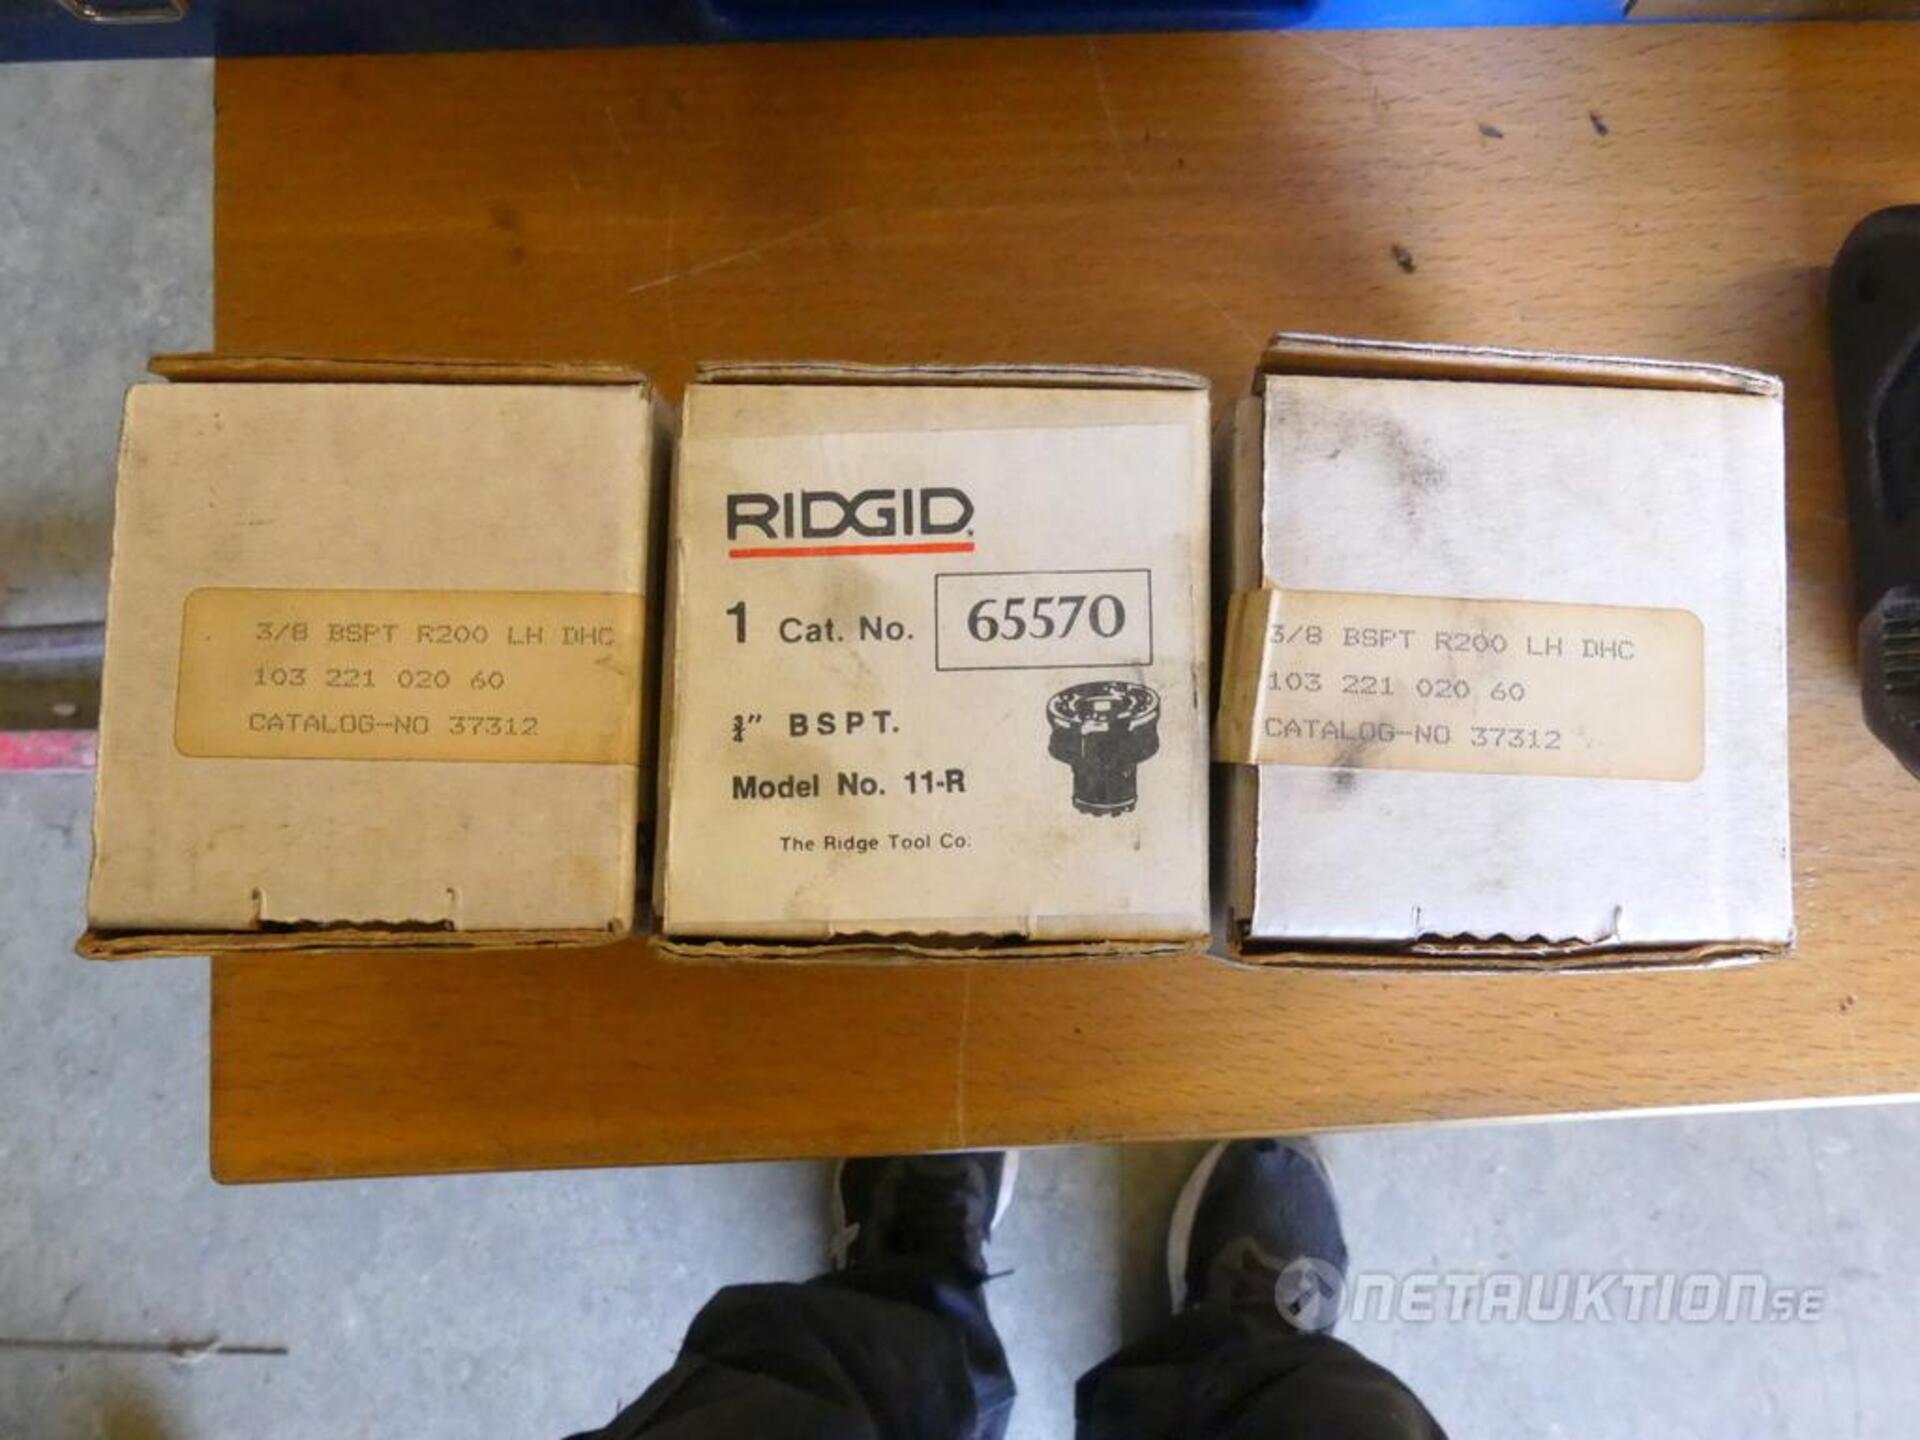 3/8 BSPT R200 LH DHC
103 221 020 60
CATALOG-NO 37312
RIDGID
1 Cat. No. 65570
3/4" BSPT.
Model No. 11-R
The Ridge Tool Co.
3/8 BSPT R200 LH DHC
103 221 020 60
CATALOG-NO 37312
NETAUKTION.SE